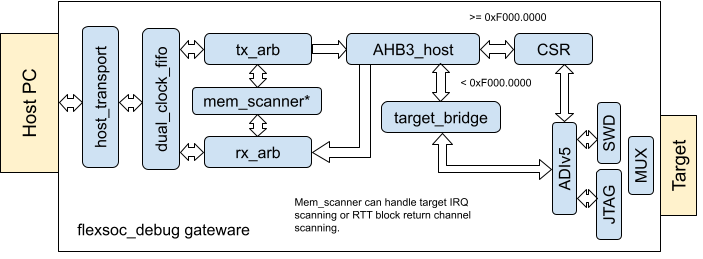 >= 0xF000.0000
Host PC
host_transport
dual_clock_fifo
tx_arb
AHB3_host
CSR
< 0xF000.0000
mem_scanner*
target_bridge
rx_arb
ADIv5
SWD
JTAG
MUX
Target
Mem_scanner can handle target IRQ
scanning or RTT block return channel
scanning.
flexsoc_debug gateware